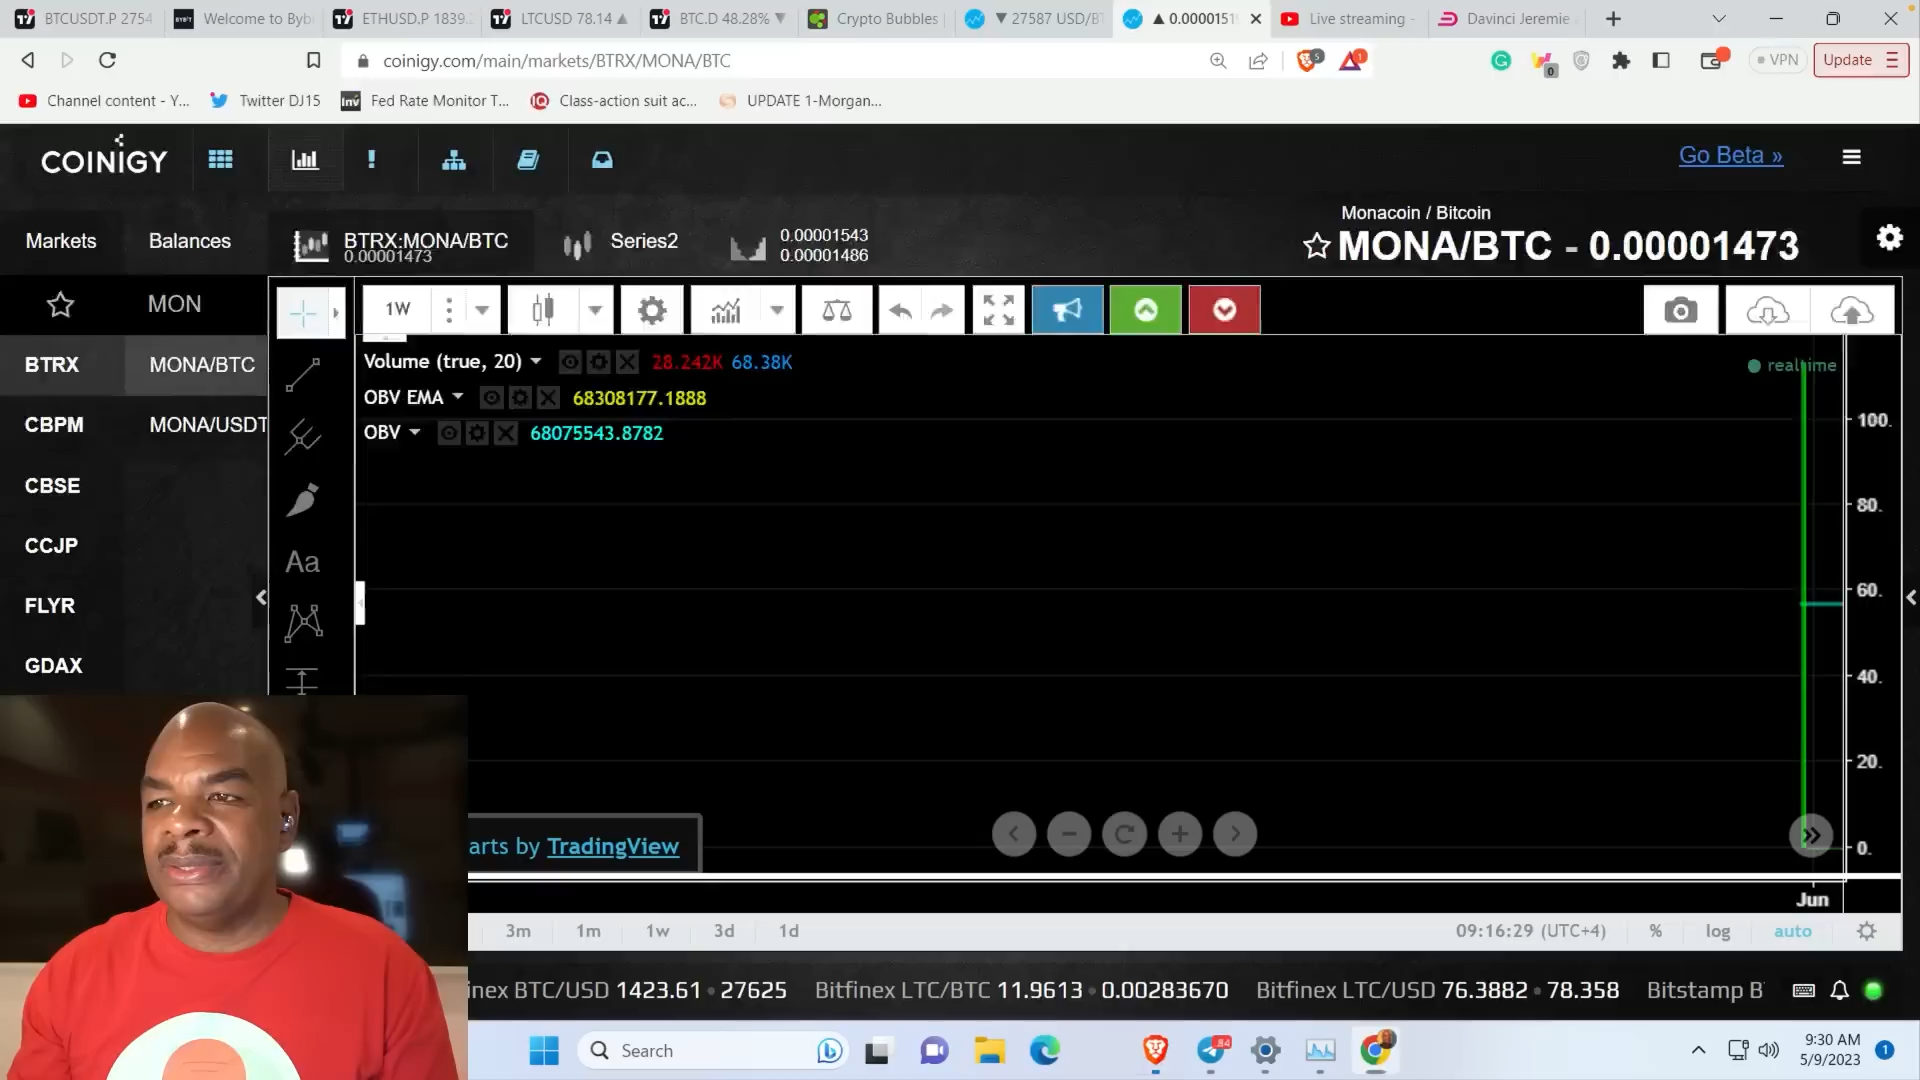 BTCUSDT.P 2754
Welcome to Byb
ETHUSD.P 1839.
LTCUSD 78.14 ▲
BTC.D 48.28% ▼
Crypto Bubbles
▼ 27587 USD/BT
▲ 0.0000151
Live streaming -
Davinci Jeremie
coinigy.com/main/markets/BTRX/MONA/BTC
VPN
Update
Channel content - Y...
Twitter DJ15
Fed Rate Monitor T...
Class-action suit ac...
UPDATE 1-Morgan...
COINIGY
Go Beta »
Markets
Balances
BTRX:MONA/BTC
0.00001473
Series2
0.00001543
0.00001486
Monacoin / Bitcoin
MONA/BTC - 0.00001473
MON
BTRX
MONA/BTC
CBPM
MONA/USDT
CBSE
CCJP
FLYR
GDAX
1W
Aa
Volume (true, 20)
28.242K 68.38K
OBV EMA
68308177.1888
OBV
68075543.8782
realtime
100.
80.
60.
40.
20.
0.
arts by TradingView
Jun
3m
1m
1w
3d
1d
09:16:29 (UTC+4)
%
log
auto
inex BTC/USD 1423.61 • 27625
Bitfinex LTC/BTC 11.9613 • 0.00283670
Bitfinex LTC/USD 76.3882 • 78.358
Bitstamp B
Search
84
9:30 AM
5/9/2023
1